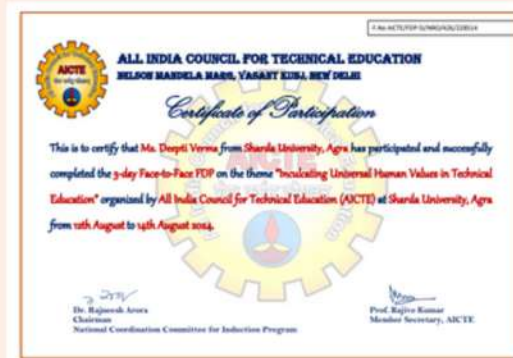 ALL INDIA COUNCIL FOR TECHNICAL EDUCATION
NELSON MANDELA MARG, VASANT KUNJ, NEW DELHI
AICTE
Certificate of Participation
This is to certify that Ms. Deepti Verma from Sharda University, Agra has participated and successfully
completed the 3-day Face-to-Face FDP on the theme "Inculcating Universal Human Values in Technical
Education" organized by All India Council for Technical Education (AICTE) at Sharda University, Agra
from 12th August to 14th August 2024.
Dr. Rajneesh Arora
Chairman
National Coordination Committee for Induction Program
Prof. Rajive Kumar
Member Secretary, AICTE